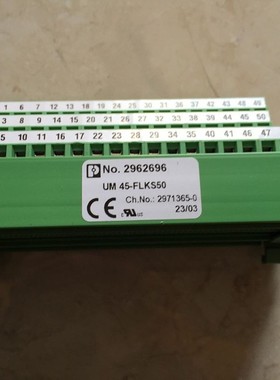 1 6 7 12 13 18 19 24 25 30 31 36 37 42 43 48 49
3 8 9 14 15 20 21 26 27 32 33 38 39 44 45 50
5 10 11 16 17 22 23 28 29 34 35 40 41 46 47
No. 2962696
UM 45-FLKS50
Ch.No.: 2971365-0
23/03